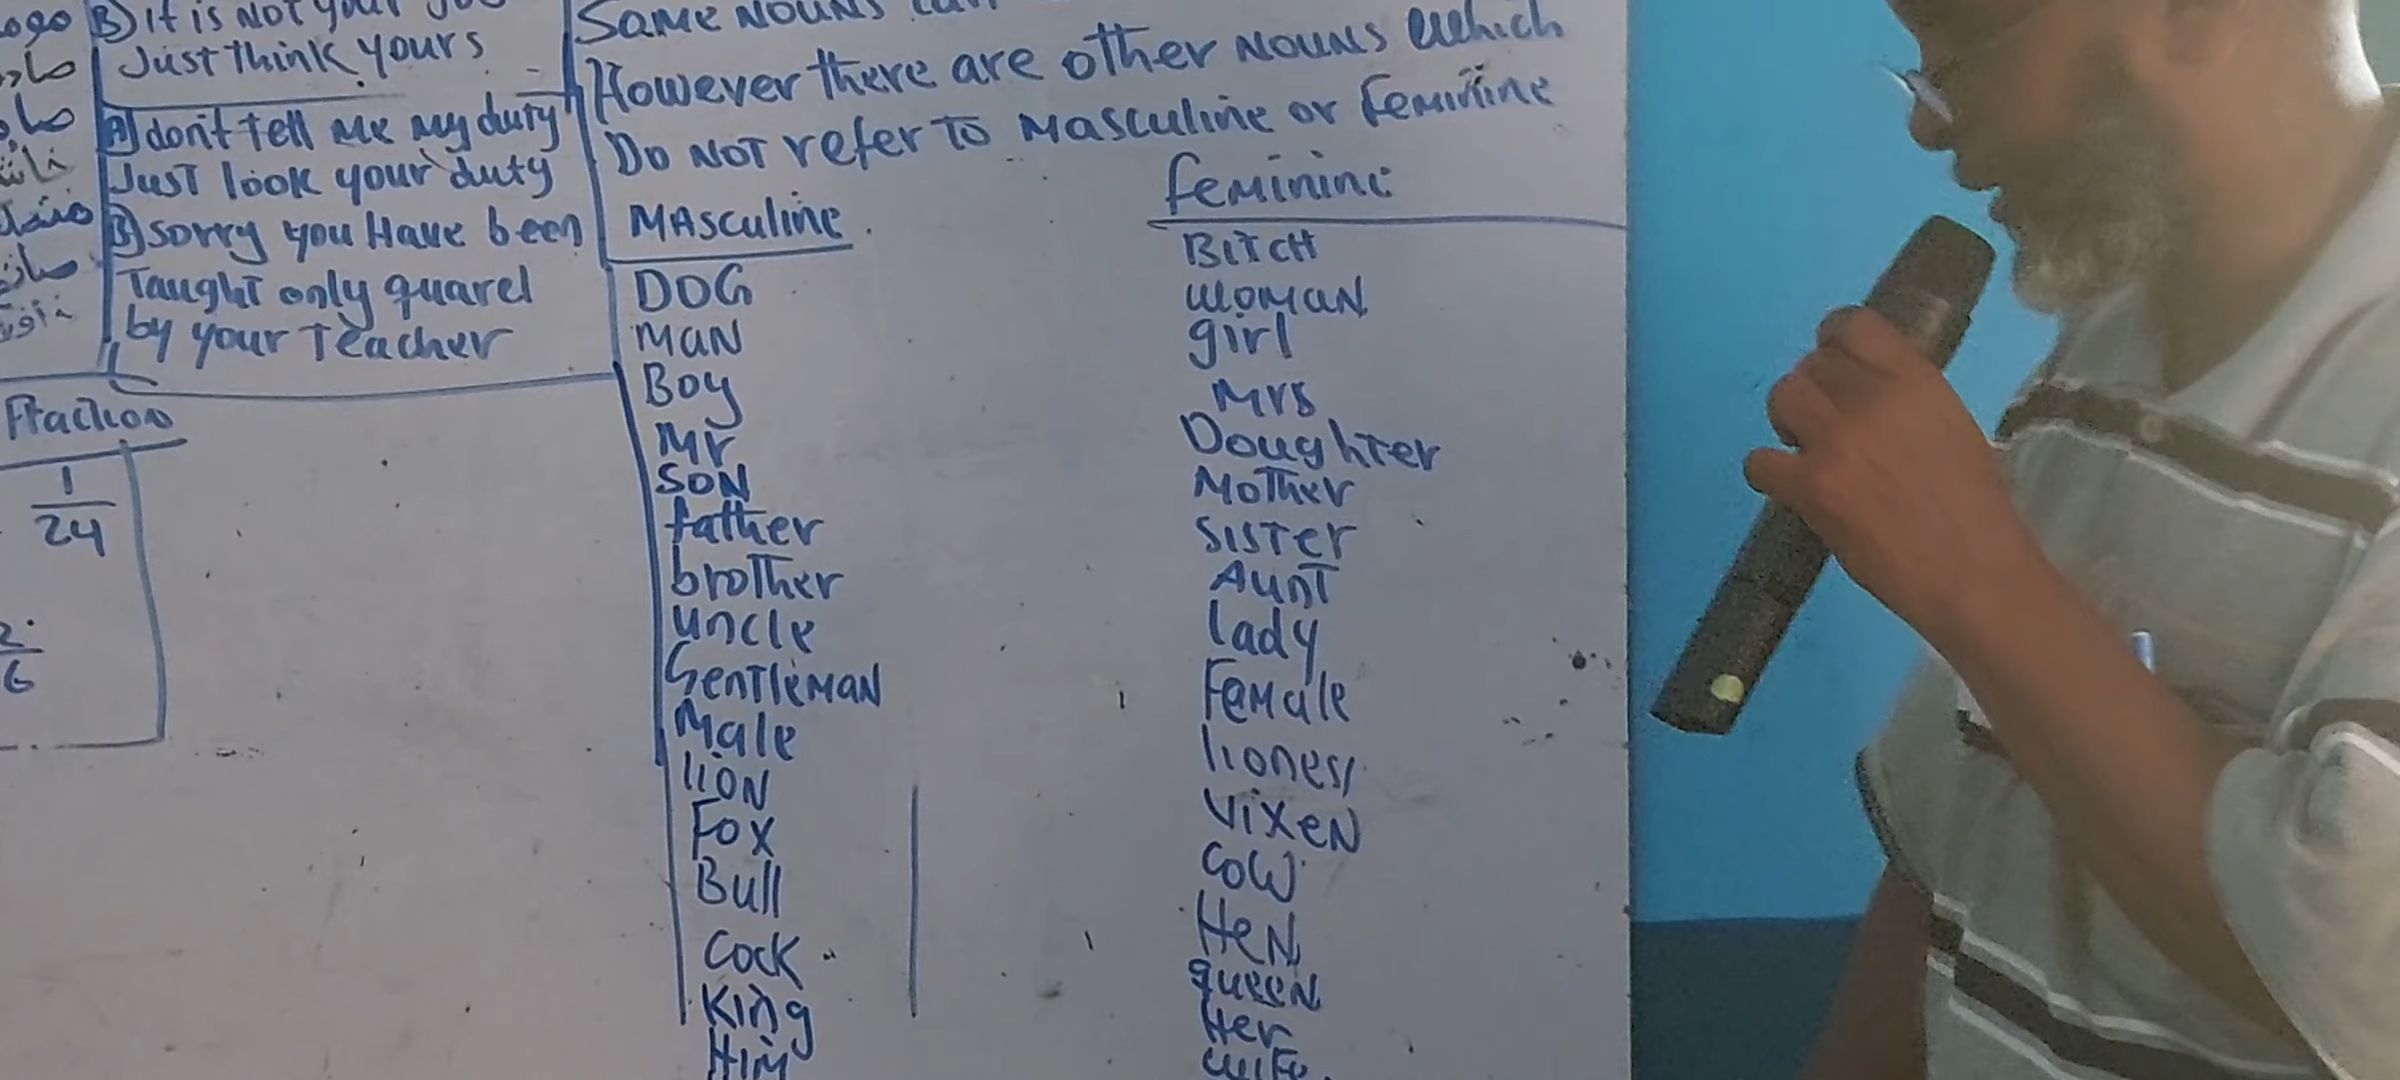 B) it is not your
Just think yours
A) don't tell me my duty
Just look your duty
B) sorry you Have been
Taught only quarel
by your Teacher
Fraction
1
24
2
6
Same NOUNS
However there are other NOUNS which
Do NOT refer to Masculine or Feminine
MAsculine
DOG
MaN
Boy
Mr
SON
father
brother
uncle
GentleMAN
Male
lion
Fox
Bull
Cock
King
Him
feminine
BitcH
woMaN
girl
Mrs
Doughter
Mother
Sister
Aunt
lady
Female
lioness
VixeN
cow
HeN
queeN
Her
wife